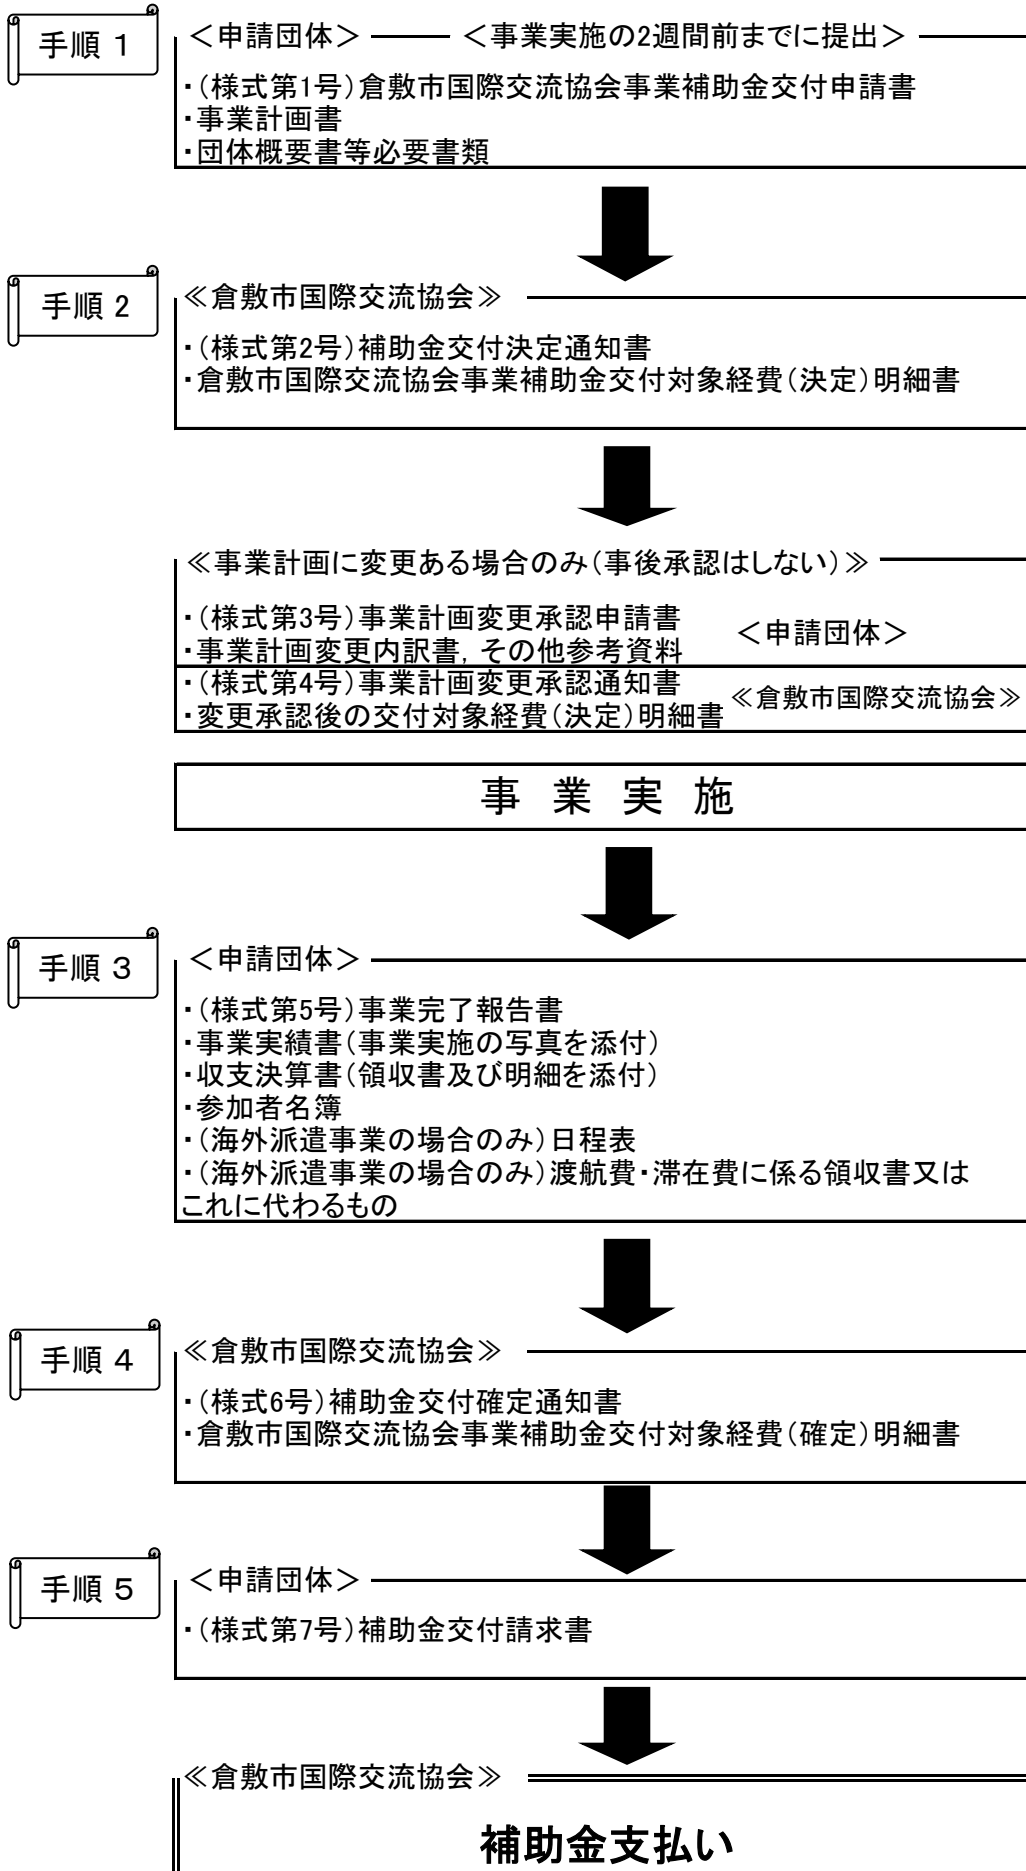 手順 1
＜申請団体＞ ＜事業実施の2週間前までに提出＞
・(様式第1号)倉敷市国際交流協会事業補助金交付申請書
・事業計画書
・団体概要書等必要書類
手順 2
≪倉敷市国際交流協会≫
・(様式第2号)補助金交付決定通知書
・倉敷市国際交流協会事業補助金交付対象経費(決定)明細書
≪事業計画に変更ある場合のみ(事後承認はしない)≫
・(様式第3号)事業計画変更承認申請書
・事業計画変更内訳書, その他参考資料
＜申請団体＞
・(様式第4号)事業計画変更承認通知書
・変更承認後の交付対象経費(決定)明細書
≪倉敷市国際交流協会≫
事 業 実 施
手順 3
＜申請団体＞
・(様式第5号)事業完了報告書
・事業実績書(事業実施の写真を添付)
・収支決算書(領収書及び明細を添付)
・参加者名簿
・(海外派遣事業の場合のみ)日程表
・(海外派遣事業の場合のみ)渡航費・滞在費に係る領収書又は
これに代わるもの
手順 4
≪倉敷市国際交流協会≫
・(様式6号)補助金交付確定通知書
・倉敷市国際交流協会事業補助金交付対象経費(確定)明細書
手順 5
＜申請団体＞
・(様式第7号)補助金交付請求書
≪倉敷市国際交流協会≫
補助金支払い